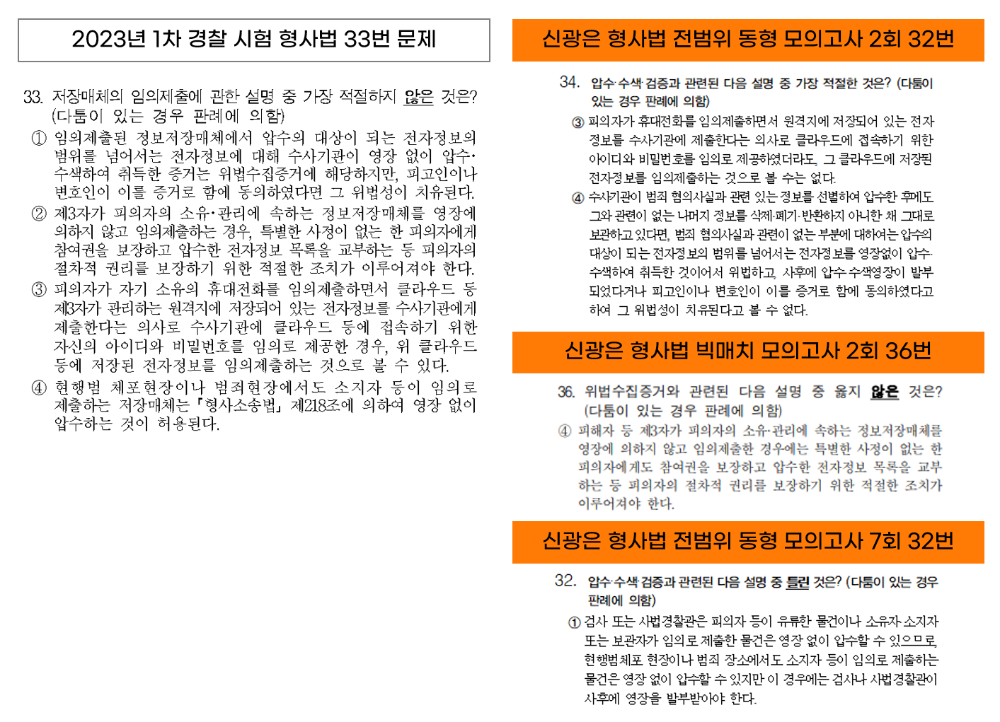 2023년 1차 경찰 시험 형사법 33번 문제
33. 저장매체의 임의제출에 관한 설명 중 가장 적절하지 않은 것은?
(다툼이 있는 경우 판례에 의함)
① 임의제출된 정보저장매체에서 압수의 대상이 되는 전자정보의
범위를 넘어서는 전자정보에 대해 수사기관이 영장 없이 압수·
수색하여 취득한 증거는 위법수집증거에 해당하지만, 피고인이나
변호인이 이를 증거로 함에 동의하였다면 그 위법성이 치유된다.
② 제3자가 피의자의 소유·관리에 속하는 정보저장매체를 영장에
의하지 않고 임의제출하는 경우, 특별한 사정이 없는 한 피의자에게
참여권을 보장하고 압수한 전자정보 목록을 교부하는 등 피의자의
절차적 권리를 보장하기 위한 적절한 조치가 이루어져야 한다.
③ 피의자가 자기 소유의 휴대전화를 임의제출하면서 클라우드 등
제3자가 관리하는 원격지에 저장되어 있는 전자정보를 수사기관에게
제출한다는 의사로 수사기관에 클라우드 등에 접속하기 위한
자신의 아이디와 비밀번호를 임의로 제공한 경우, 위 클라우드
등에 저장된 전자정보를 임의제출하는 것으로 볼 수 있다.
④ 현행범 체포현장이나 범죄현장에서도 소지자 등이 임의로
제출하는 저장매체는 「형사소송법」 제218조에 의하여 영장 없이
압수하는 것이 허용된다.
신광은 형사법 전범위 동형 모의고사 2회 32번
34. 압수·수색·검증과 관련된 다음 설명 중 가장 적절한 것은? (다툼이
있는 경우 판례에 의함)
③ 피의자가 휴대전화를 임의제출하면서 원격지에 저장되어 있는 전자
정보를 수사기관에 제출한다는 의사로 클라우드에 접속하기 위한
아이디와 비밀번호를 임의로 제공하였더라도, 그 클라우드에 저장된
전자정보를 임의제출하는 것으로 볼 수는 없다.
④ 수사기관이 범죄 혐의사실과 관련 있는 정보를 선별하여 압수한 후에도
그와 관련이 없는 나머지 정보를 삭제·폐기·반환하지 아니한 채 그대로
보관하고 있다면, 범죄 혐의사실과 관련이 없는 부분에 대하여는 압수의
대상이 되는 전자정보의 범위를 넘어서는 전자정보를 영장없이 압수·
수색하여 취득한 것이어서 위법하고, 사후에 압수·수색영장이 발부
되었다거나 피고인이나 변호인이 이를 증거로 함에 동의하였다고
하여 그 위법성이 치유된다고 볼 수 없다.
신광은 형사법 빅매치 모의고사 2회 36번
36. 위법수집증거와 관련된 다음 설명 중 옳지 않은 것은?
(다툼이 있는 경우 판례에 의함)
④ 피해자 등 제3자가 피의자의 소유·관리에 속하는 정보저장매체를
영장에 의하지 않고 임의제출한 경우에는 특별한 사정이 없는 한
피의자에게도 참여권을 보장하고 압수한 전자정보 목록을 교부
하는 등 피의자의 절차적 권리를 보장하기 위한 적절한 조치가
이루어져야 한다.
신광은 형사법 전범위 동형 모의고사 7회 32번
32. 압수·수색·검증과 관련된 다음 설명 중 틀린 것은? (다툼이 있는 경우
판례에 의함)
① 검사 또는 사법경찰관은 피의자 등이 유류한 물건이나 소유자·소지자
또는 보관자가 임의로 제출한 물건은 영장 없이 압수할 수 있으므로,
현행범체포 현장이나 범죄 장소에서도 소지자 등이 임의로 제출하는
물건은 영장 없이 압수할 수 있지만 이 경우에는 검사나 사법경찰관이
사후에 영장을 발부받아야 한다.